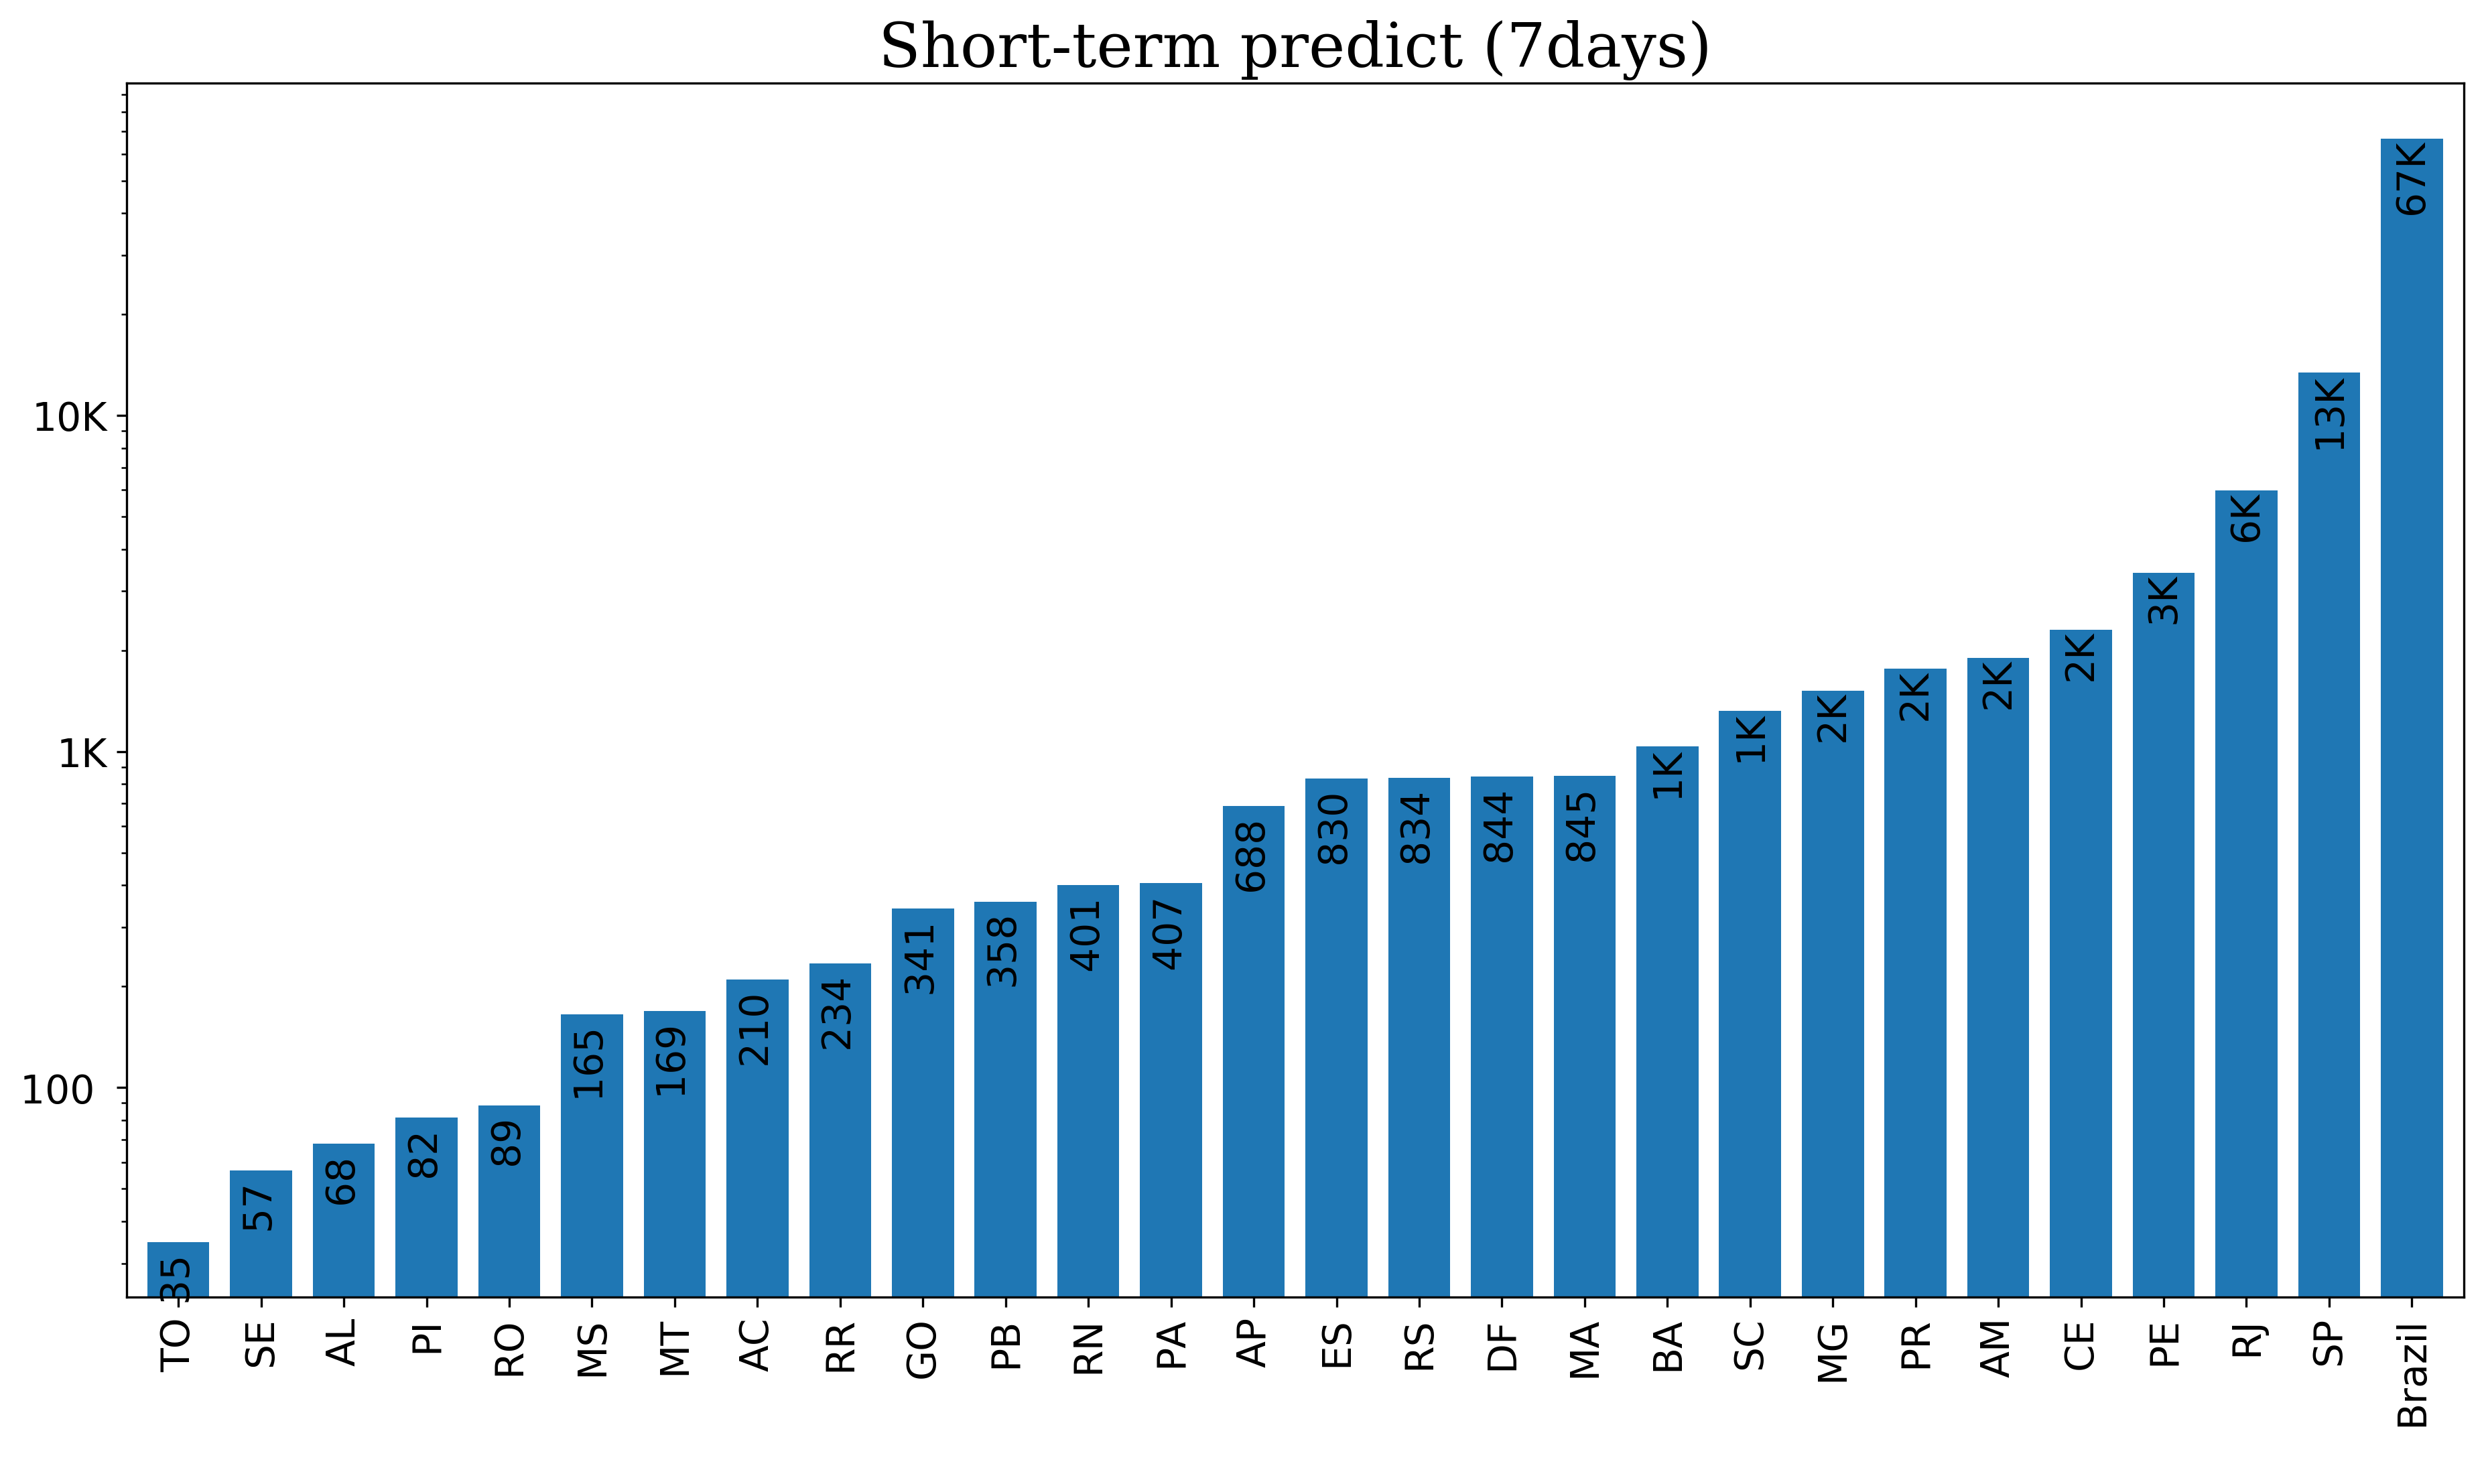 Short-term predict (7days)
10K
1K
100
35
57
68
82
89
165
169
210
234
341
358
401
407
688
830
834
844
845
1K
1K
2K
2K
2K
2K
3K
6K
13K
67K
TO
SE
AL
PI
RO
MS
MT
AC
RR
GO
PB
RN
PA
AP
ES
RS
DF
MA
BA
SC
MG
PR
AM
CE
PE
RJ
SP
Brazil